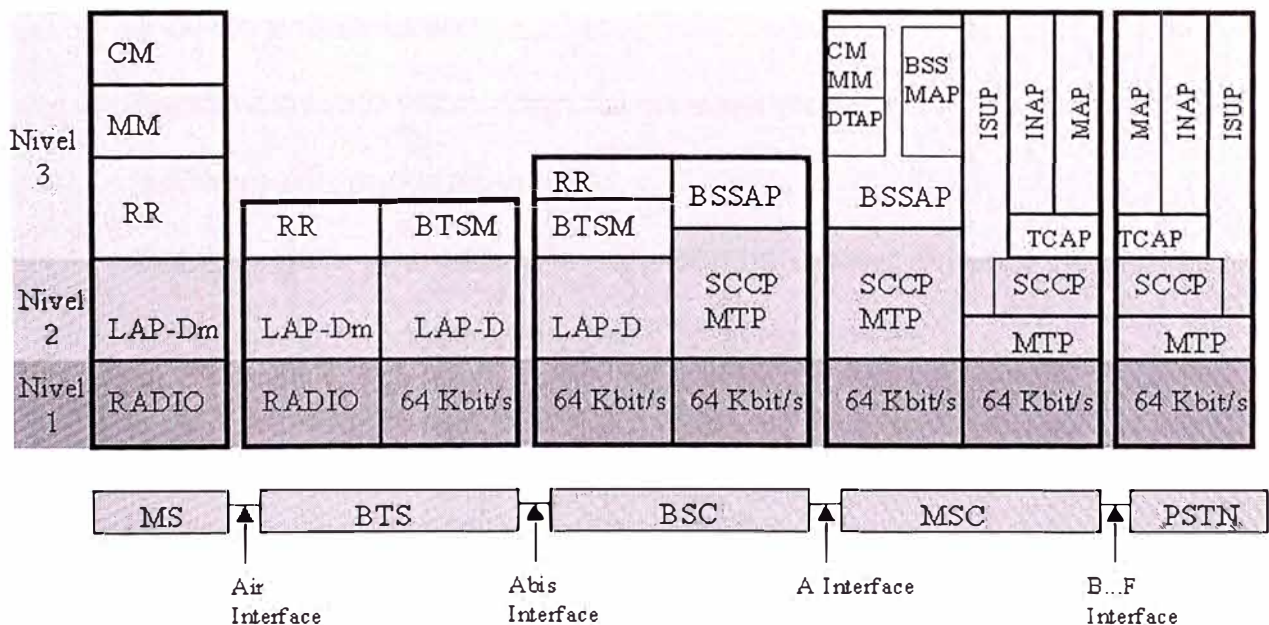 CM
CM
MM
BSS
MAP
ISUP
INAP
MAP
MAP
INAP
ISUP
Nivel
3
MM
DTAP
RR
RR
BTSM
RR
BTSM
BSSAP
BSSAP
TCAP
TCAP
Nivel
2
LAP-Dm
LAP-Dm
LAP-D
LAP-D
SCCP
MTP
SCCP
MTP
SCCP
MTP
SCCP
MTP
Nivel
1
RADIO
RADIO
64 Kbit/s
64 Kbit/s
64 Kbit/s
64 Kbit/s
64 Kbit/s
64 Kbit/s
MS
BTS
BSC
MSC
PSTN
Air
Interface
Abis
Interface
A Interface
B...F
Interface